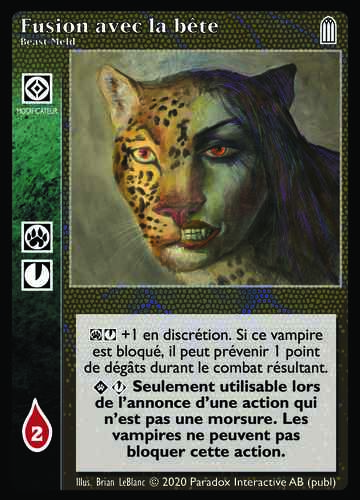 Fusion avec la bête
Beast Meld
MODIFICATEUR
+1 en discrétion. Si ce vampire
est bloqué, il peut prévenir 1 point
de dégâts durant le combat résultant.
Seulement utilisable lors
de l'annonce d'une action qui
n'est pas une morsure. Les
vampires ne peuvent pas
bloquer cette action.
2
Illus. Brian LeBlanc © 2020 Paradox Interactive AB (publ)